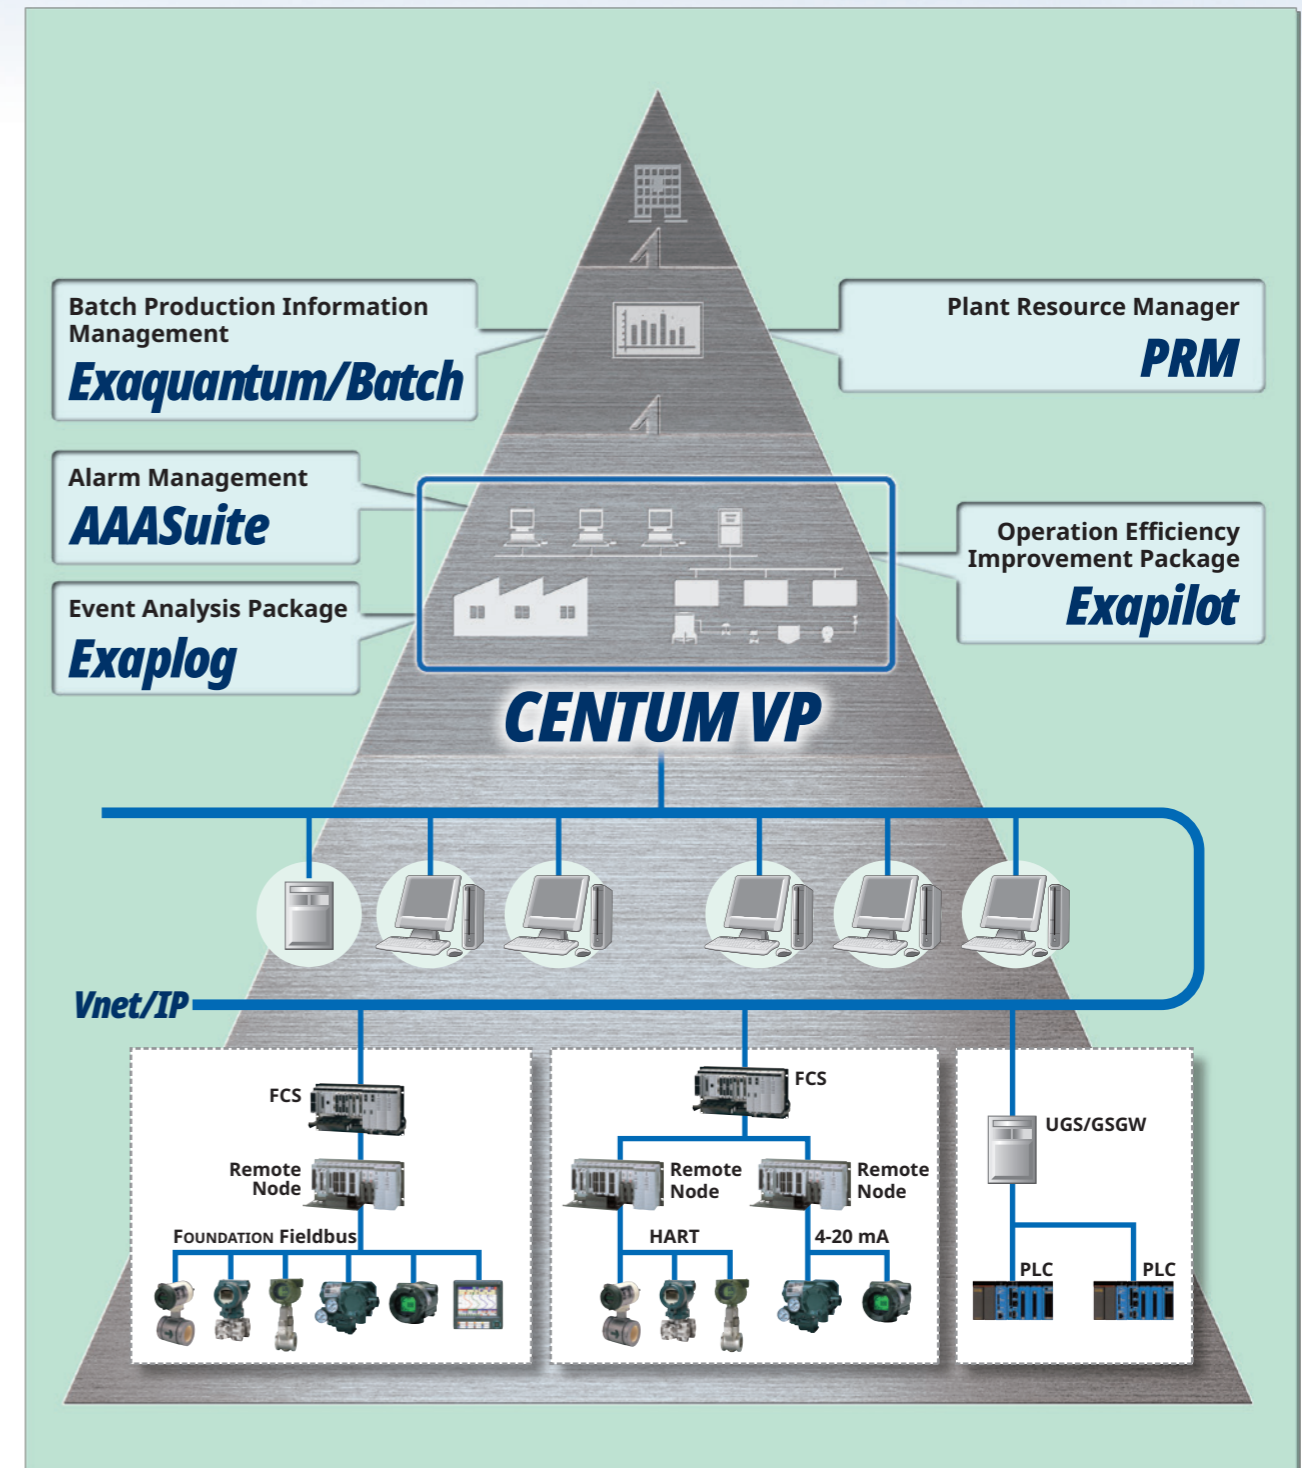 Batch Production Information
Management
Exaquantum/Batch
Plant Resource Manager
PRM
Alarm Management
AAASuite
Event Analysis Package
Exaplog
Operation Efficiency
Improvement Package
Exapilot
CENTUM VP
Vnet/IP
FCS
Remote
Node
FOUNDATION Fieldbus
FCS
Remote
Node
Remote
Node
HART
4-20 mA
UGS/GSGW
PLC
PLC